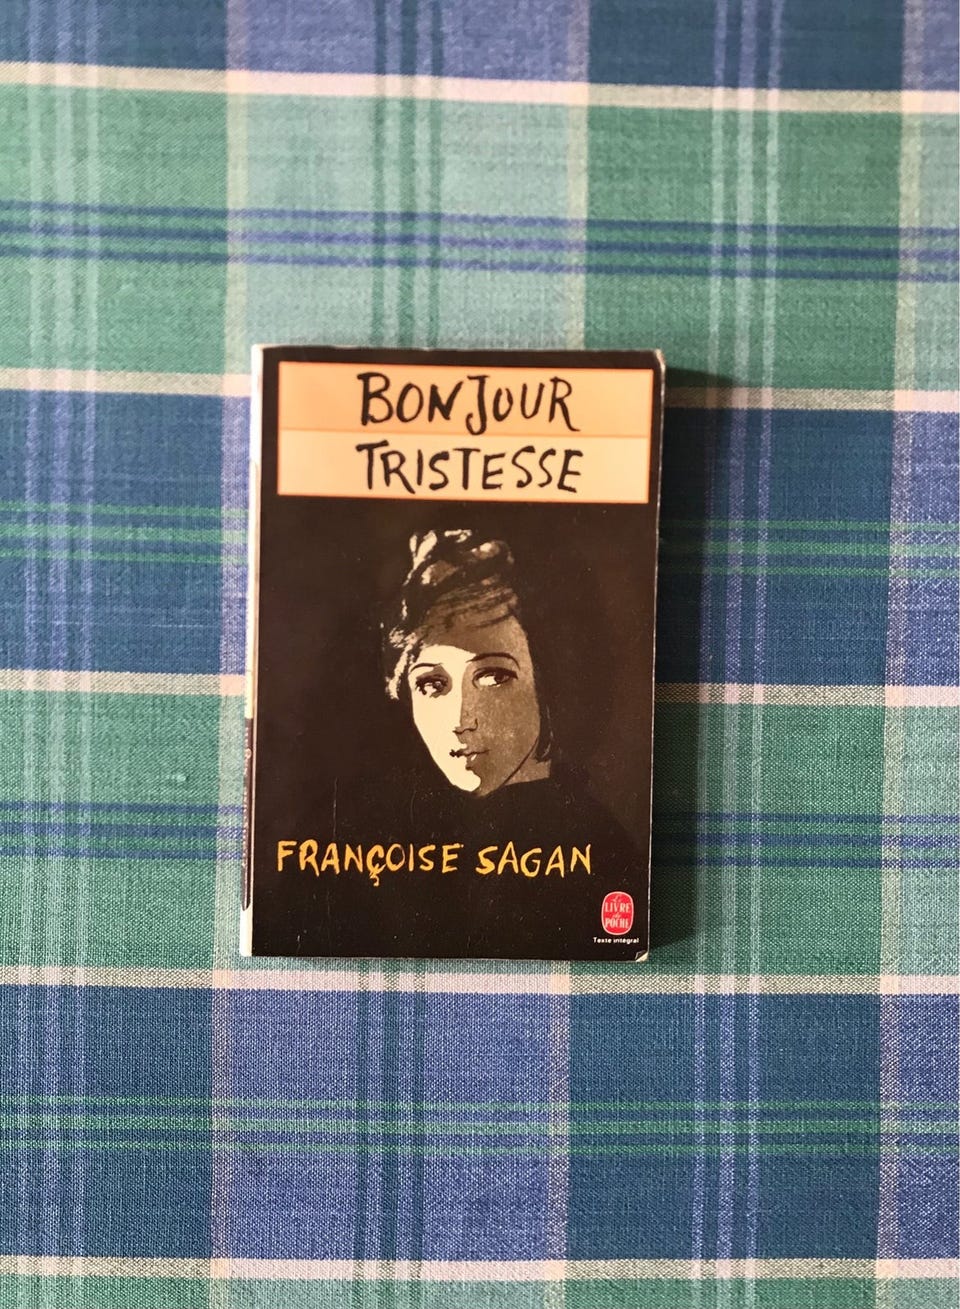 BONJOUR
TRISTESSE
FRANÇOISE SAGAN
Le
LIVRE
de
POCHE
Texte intégral